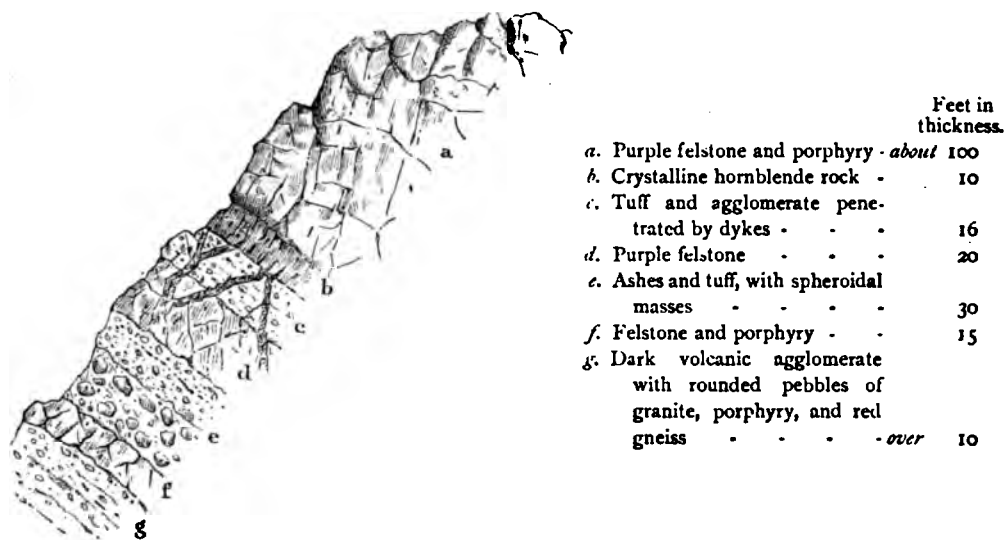 Feet in
thickness.
a. Purple felstone and porphyry - about 100
b. Crystalline hornblende rock - 10
c. Tuff and agglomerate pene-
trated by dykes - - - 16
d. Purple felstone - - - 20
e. Ashes and tuff, with spheroidal
masses - - - - 30
f. Felstone and porphyry - - 15
g. Dark volcanic agglomerate
with rounded pebbles of
granite, porphyry, and red
gneiss - - - - over 10
a
b
c
d
e
f
g